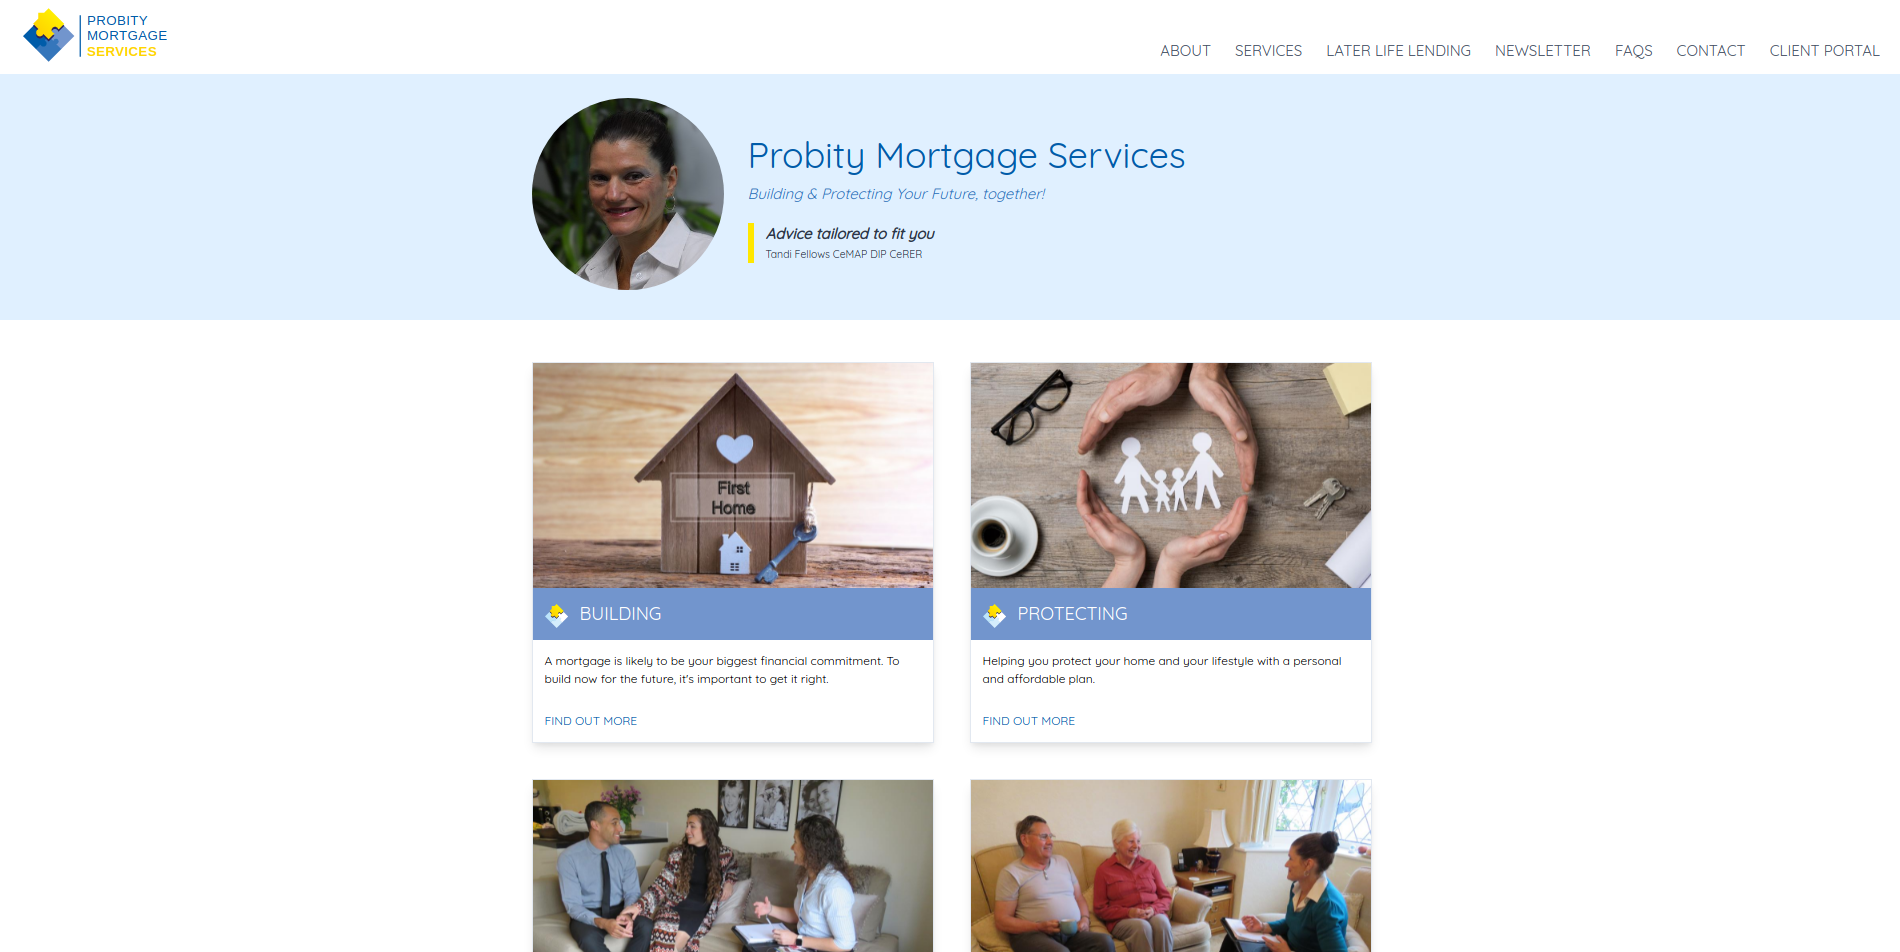 PROBITY
MORTGAGE
SERVICES
ABOUT SERVICES LATER LIFE LENDING NEWSLETTER FAQS CONTACT CLIENT PORTAL
Probity Mortgage Services
Building & Protecting Your Future, together!
Advice tailored to fit you
Tandi Fellows CeMAP DIP CeRER
First
Home
BUILDING
A mortgage is likely to be your biggest financial commitment. To
build now for the future, it's important to get it right.
FIND OUT MORE
PROTECTING
Helping you protect your home and your lifestyle with a personal
and affordable plan.
FIND OUT MORE